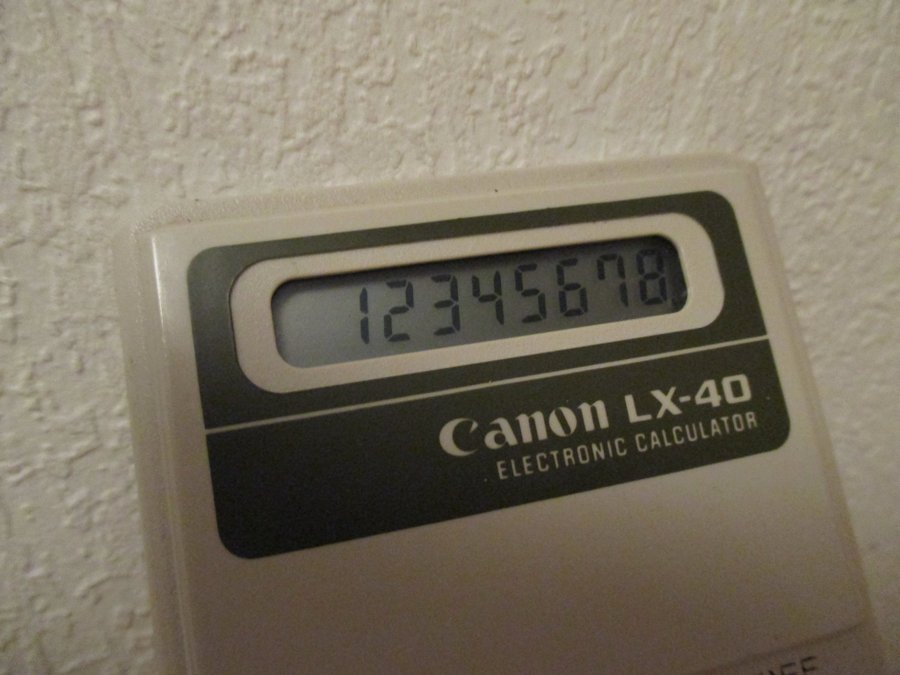 12345678.
Canon LX-40
ELECTRONIC CALCULATOR